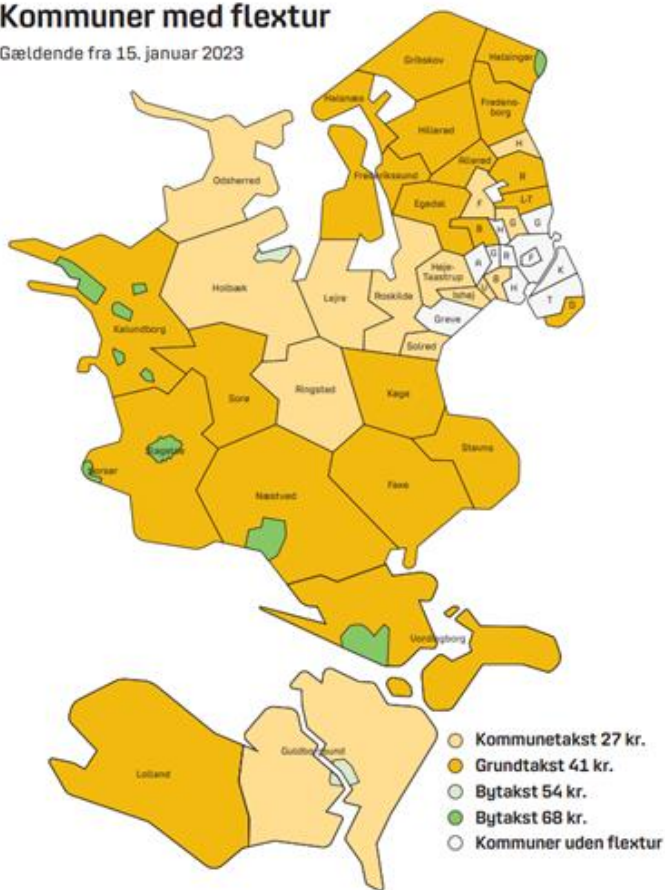 Kommuner med flextur
Gældende fra 15. januar 2023
Gribskov
Helsingør
Halsnæs
Fredens-
borg
Hillerød
H
Allerød
Frederikssund
R
Odsherred
Egedal
F
L-T
B
H
G
G
Høje-
Taastrup
A
G
R
F
K
Holbæk
Lejre
Roskilde
Ishøj
V
B
H
T
D
Greve
Kalundborg
Solrød
Ringsted
Sorø
Køge
Stevns
Slagelse
Korsør
Faxe
Næstved
Vordingborg
Guldborgsund
Lolland
Kommunetakst 27 kr.
Grundtakst 41 kr.
Bytakst 54 kr.
Bytakst 68 kr.
Kommuner uden flextur